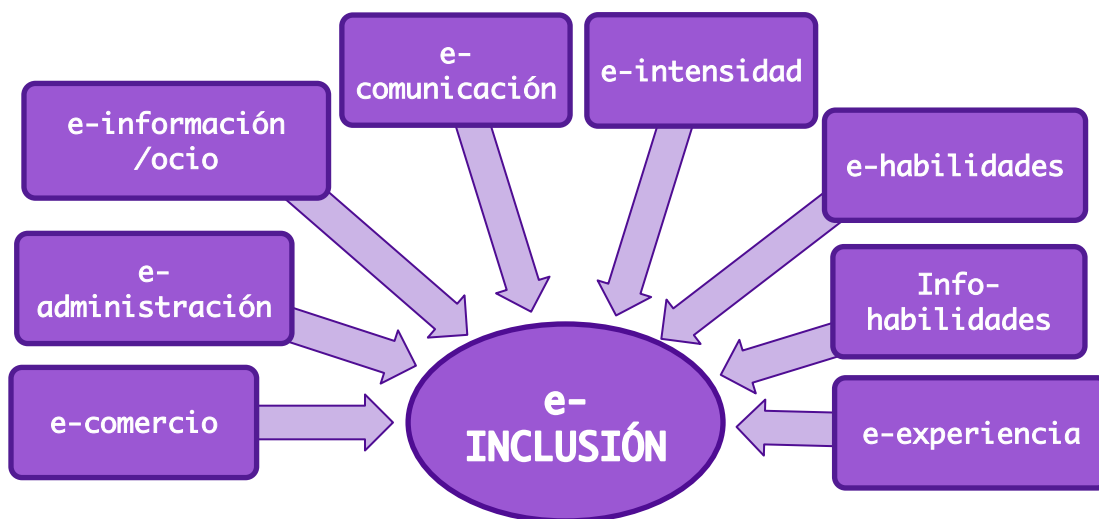 e-
comunicación
e-intensidad
e-información
/ocio
e-habilidades
e-
administración
Info-
habilidades
e-comercio
e-
INCLUSIÓN
e-experiencia